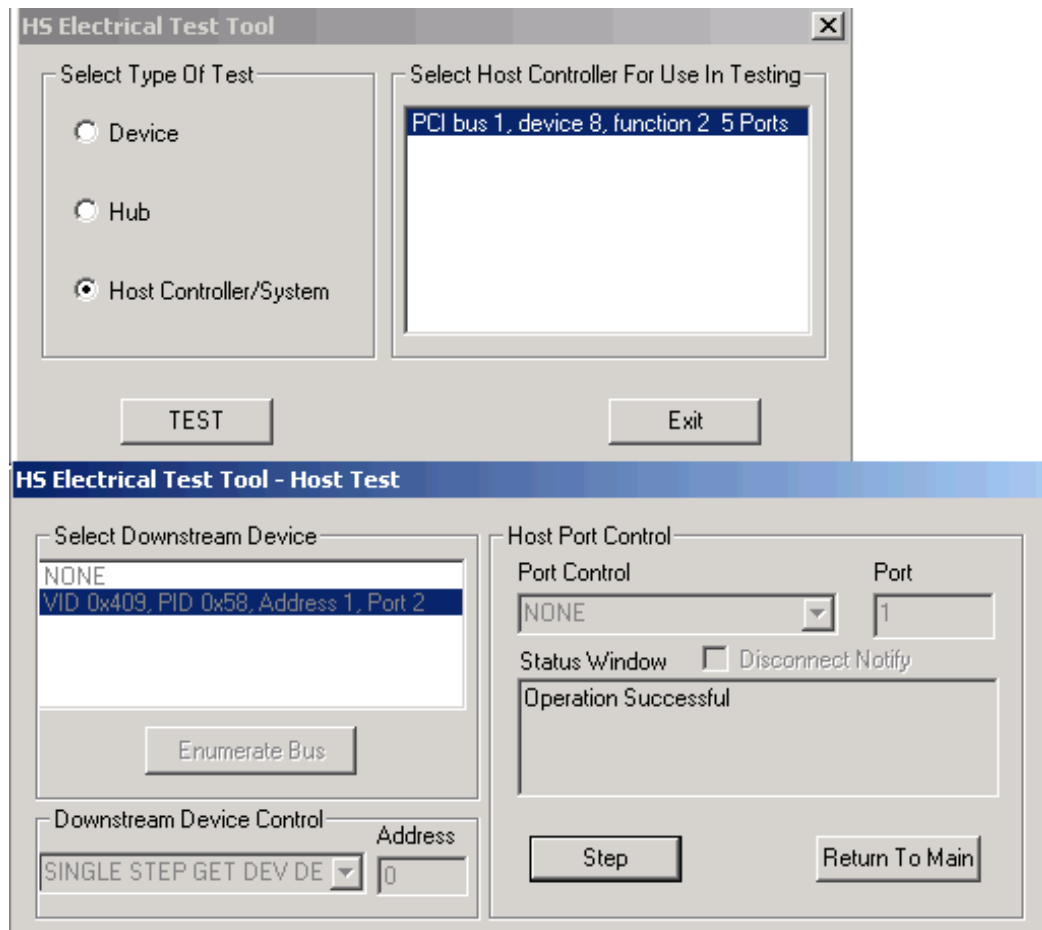 HS Electrical Test Tool
Select Type Of Test
Device
Hub
Host Controller/System
Select Host Controller For Use In Testing
PCI bus 1, device 8, function 2 5 Ports
TEST
Exit
HS Electrical Test Tool - Host Test
Select Downstream Device
NONE
VID 0x409, PID 0x58, Address 1, Port 2
Enumerate Bus
Downstream Device Control
Address
SINGLE STEP GET DEV DE
0
Host Port Control
Port Control
Port
NONE
1
Status Window
Disconnect Notify
Operation Successful
Step
Return To Main